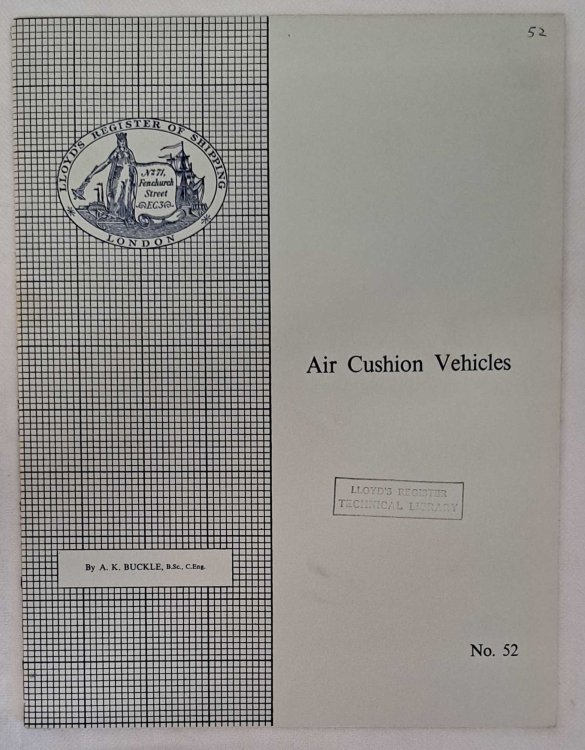 52
LLOYD'S REGISTER OF SHIPPING
Nº 71,
Fenchurch
Street
E.C.3
LONDON
Air Cushion Vehicles
LLOYD'S REGISTER
TECHNICAL LIBRARY
By A. K. BUCKLE, B.Sc., C.Eng.
No. 52